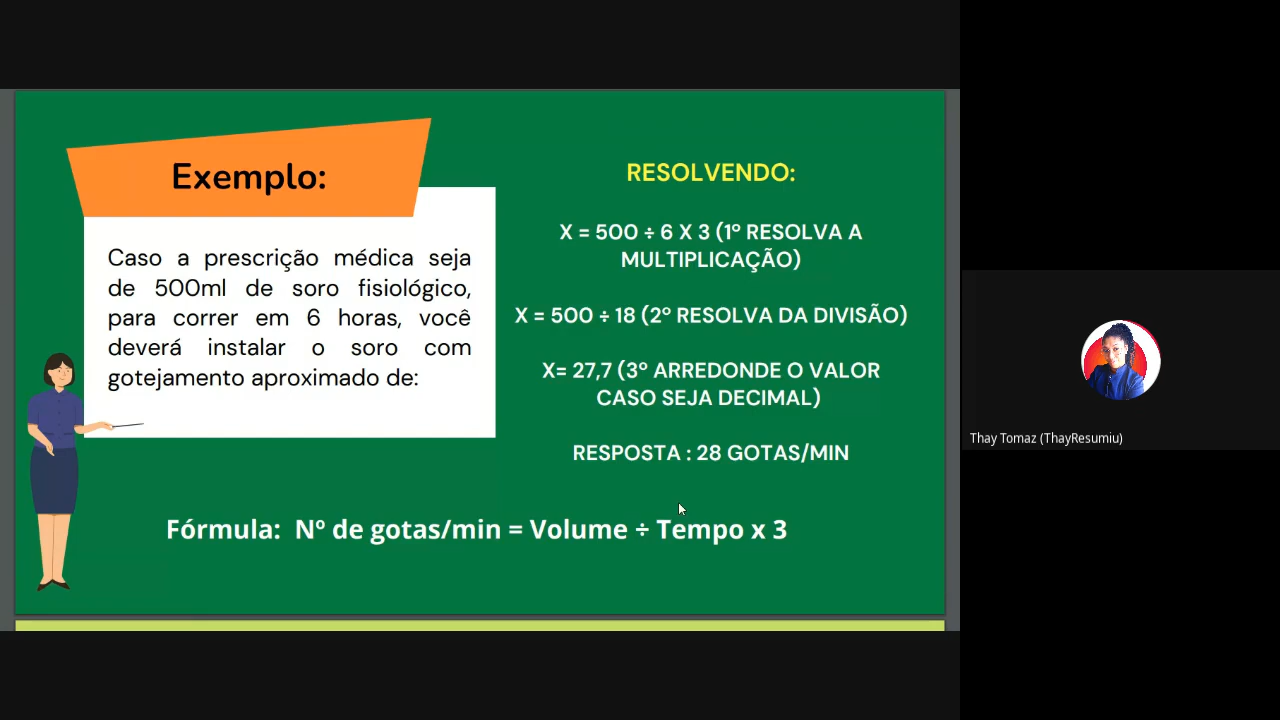 Exemplo:
Caso a prescrição médica seja
de 500ml de soro fisiológico,
para correr em 6 horas, você
deverá instalar o soro com
gotejamento aproximado de:
RESOLVENDO:
X = 500 ÷ 6 X 3 (1º RESOLVA A
MULTIPLICAÇÃO)
X = 500 ÷ 18 (2º RESOLVA DA DIVISÃO)
X= 27,7 (3º ARREDONDE O VALOR
CASO SEJA DECIMAL)
RESPOSTA : 28 GOTAS/MIN
Fórmula: Nº de gotas/min = Volume ÷ Tempo x 3
Thay Tomaz (ThayResumiu)